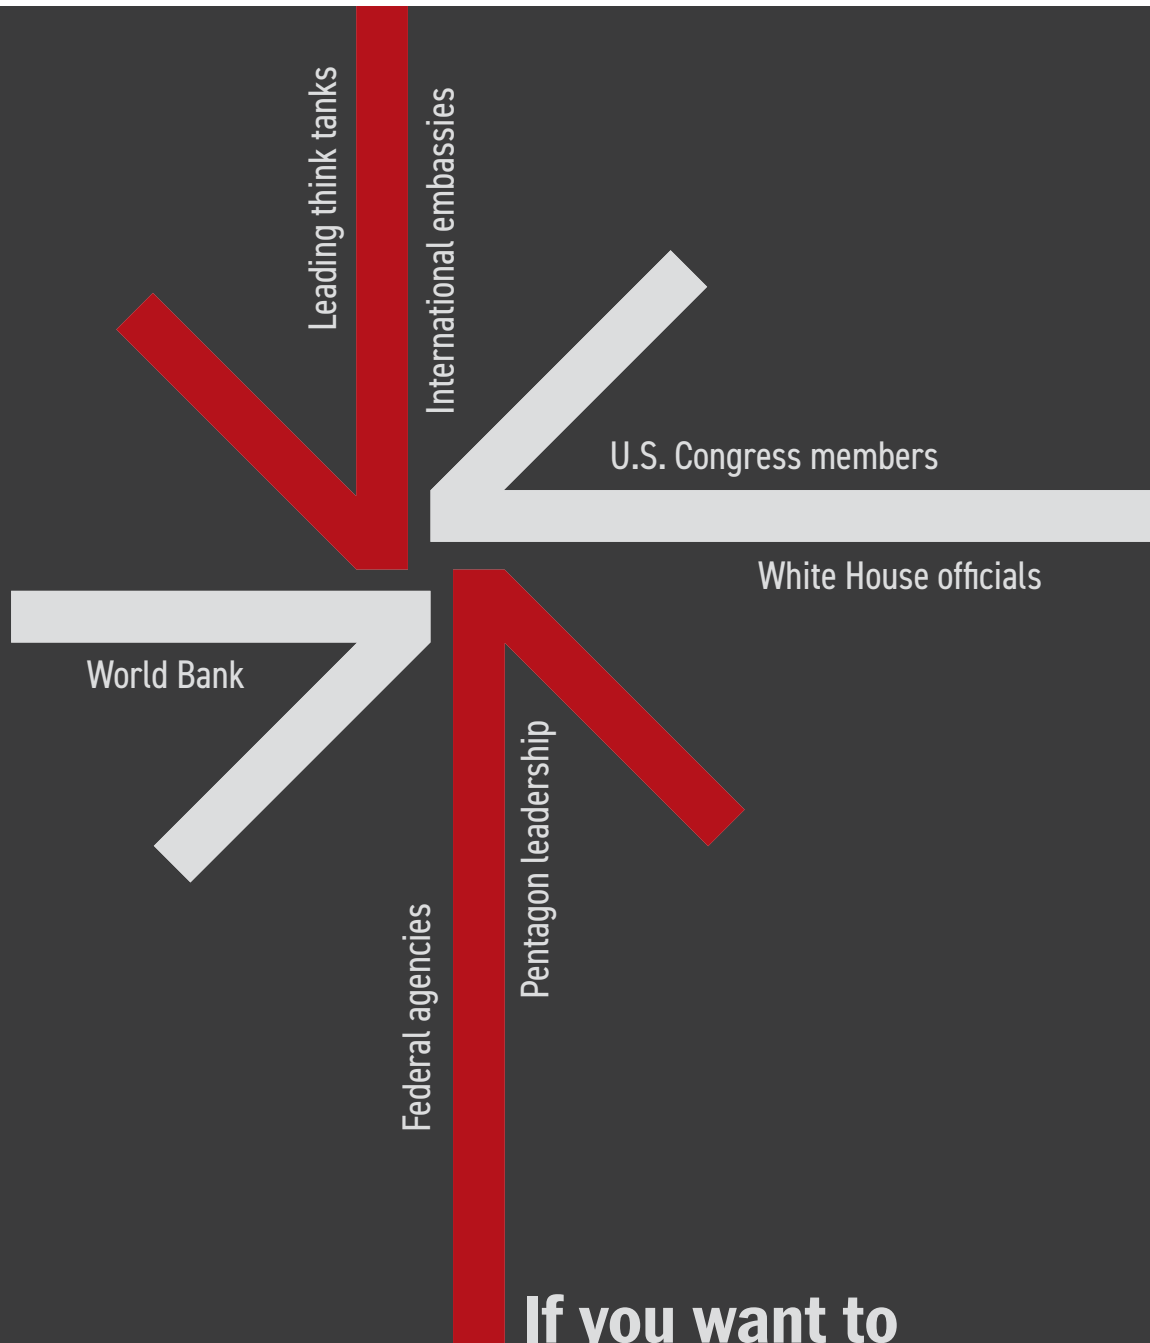 Leading think tanks
International embassies
U.S. Congress members
White House officials
World Bank
Pentagon leadership
Federal agencies
If you want to